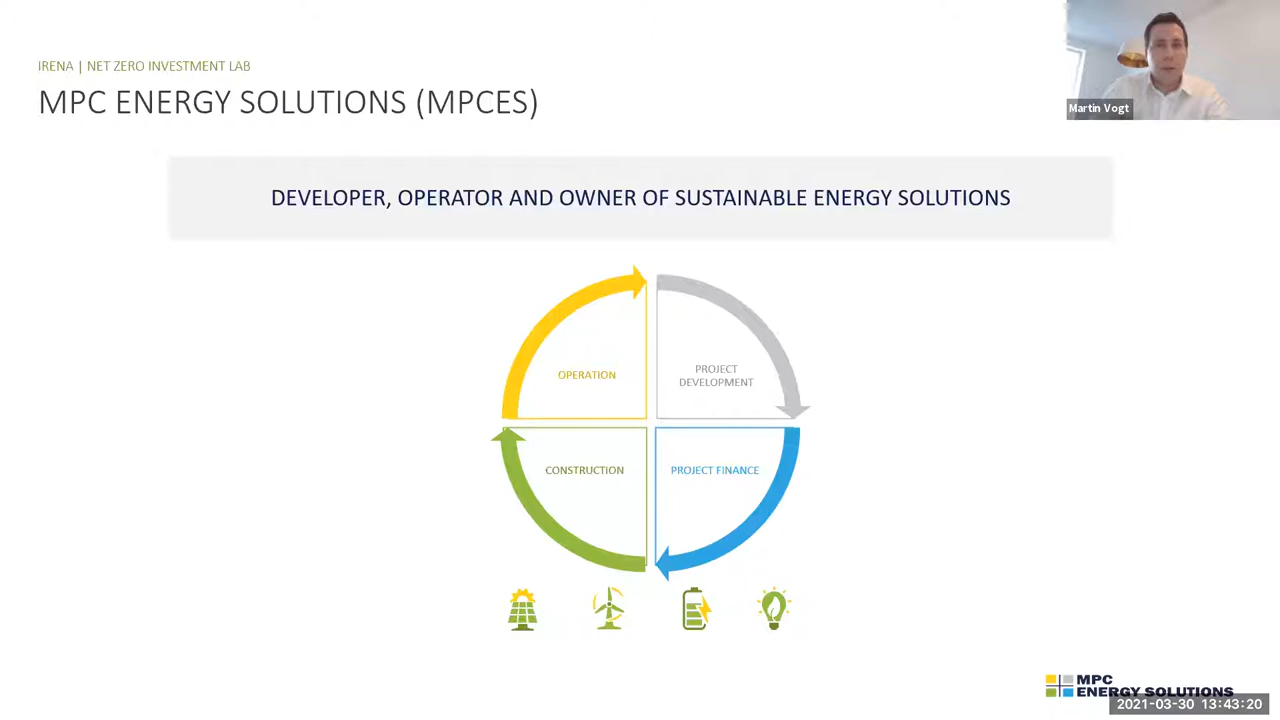 IRENA | NET ZERO INVESTMENT LAB
MPC ENERGY SOLUTIONS (MPCES)
Martin Vogt
DEVELOPER, OPERATOR AND OWNER OF SUSTAINABLE ENERGY SOLUTIONS
OPERATION
PROJECT
DEVELOPMENT
CONSTRUCTION
PROJECT FINANCE
MPC
ENERGY SOLUTIONS
2021-03-30 13:43:20